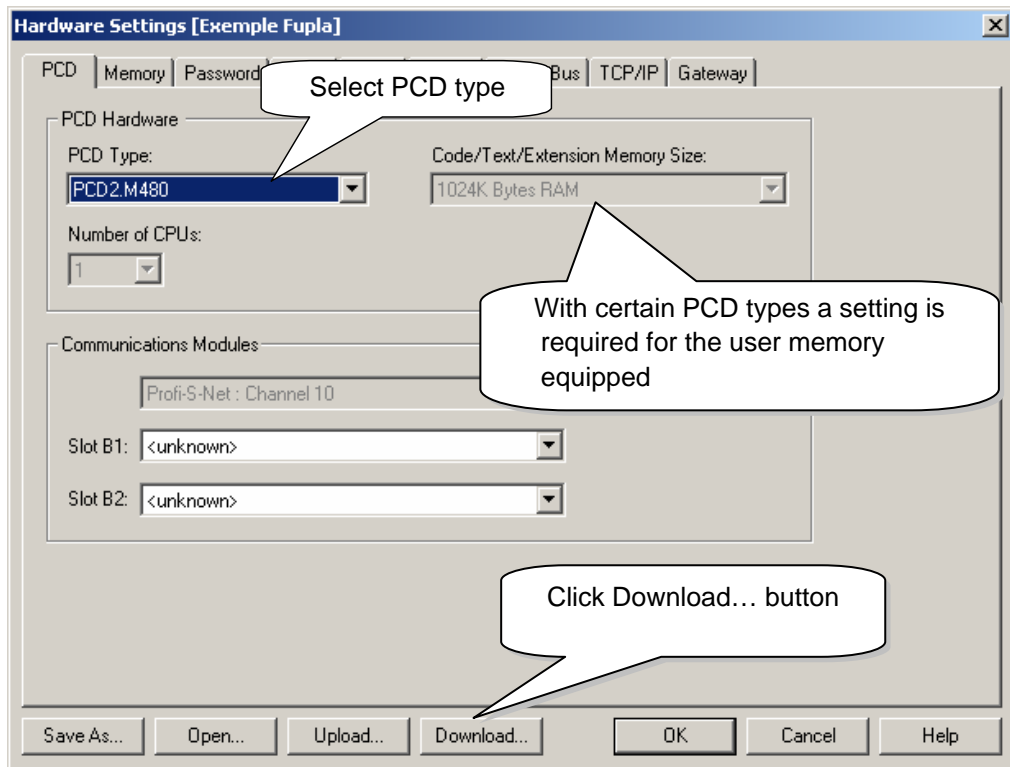 Hardware Settings [Exemple Fupla]
PCD Memory Password Bus TCP/IP Gateway
Select PCD type
PCD Hardware
PCD Type: Code/Text/Extension Memory Size:
PCD2.M480 1024K Bytes RAM
Number of CPUs:
1
With certain PCD types a setting is
required for the user memory
equipped
Communications Modules
Profi-S-Net : Channel 10
Slot B1: <unknown>
Slot B2: <unknown>
Click Download… button
Save As... Open... Upload... Download... OK Cancel Help